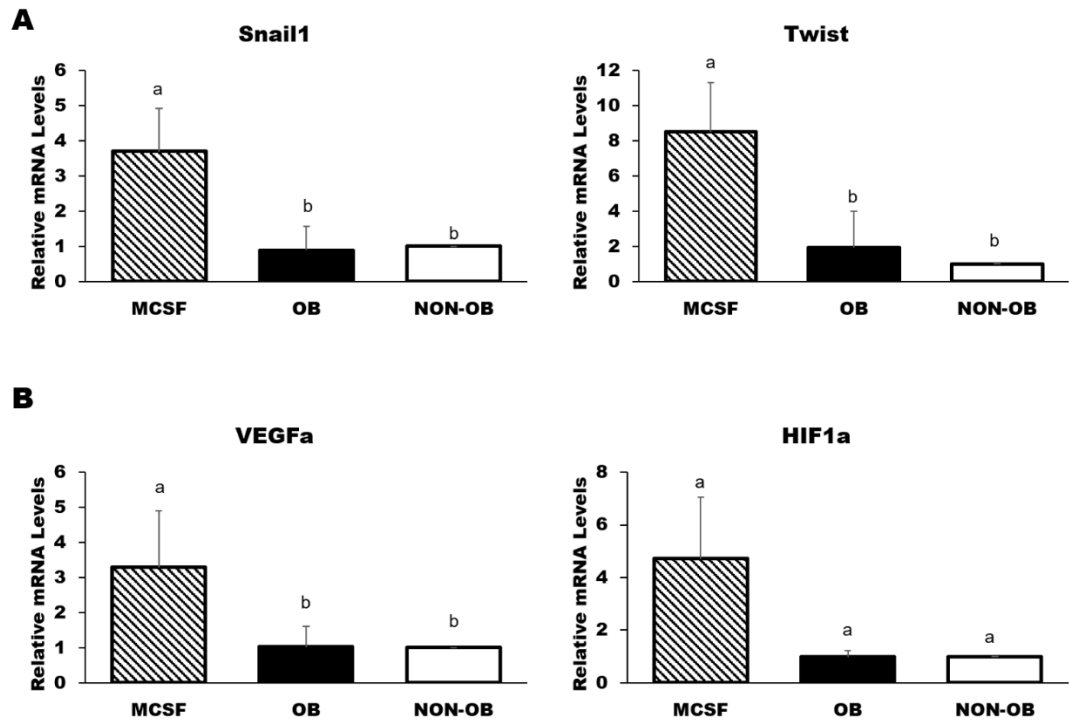 A
Snail1
Relative mRNA Levels
6
5
4
3
2
1
0
a
b
b
MCSF OB NON-OB
Twist
Relative mRNA Levels
12
10
8
6
4
2
0
a
b
b
MCSF OB NON-OB
B
VEGFa
Relative mRNA Levels
6
5
4
3
2
1
0
a
b
b
MCSF OB NON-OB
HIF1a
Relative mRNA Levels
8
6
4
2
0
a
a
a
MCSF OB NON-OB